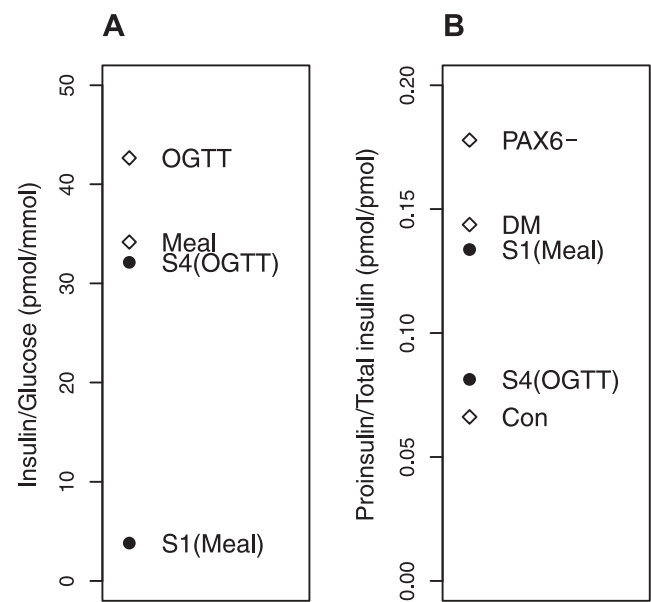 A
Insulin/Glucose (pmol/mmol)
50
40
30
20
10
0
OGTT
Meal
S4(OGTT)
S1(Meal)
B
Proinsulin/Total insulin (pmol/pmol)
0.20
0.15
0.10
0.05
0.00
PAX6−
DM
S1(Meal)
S4(OGTT)
Con